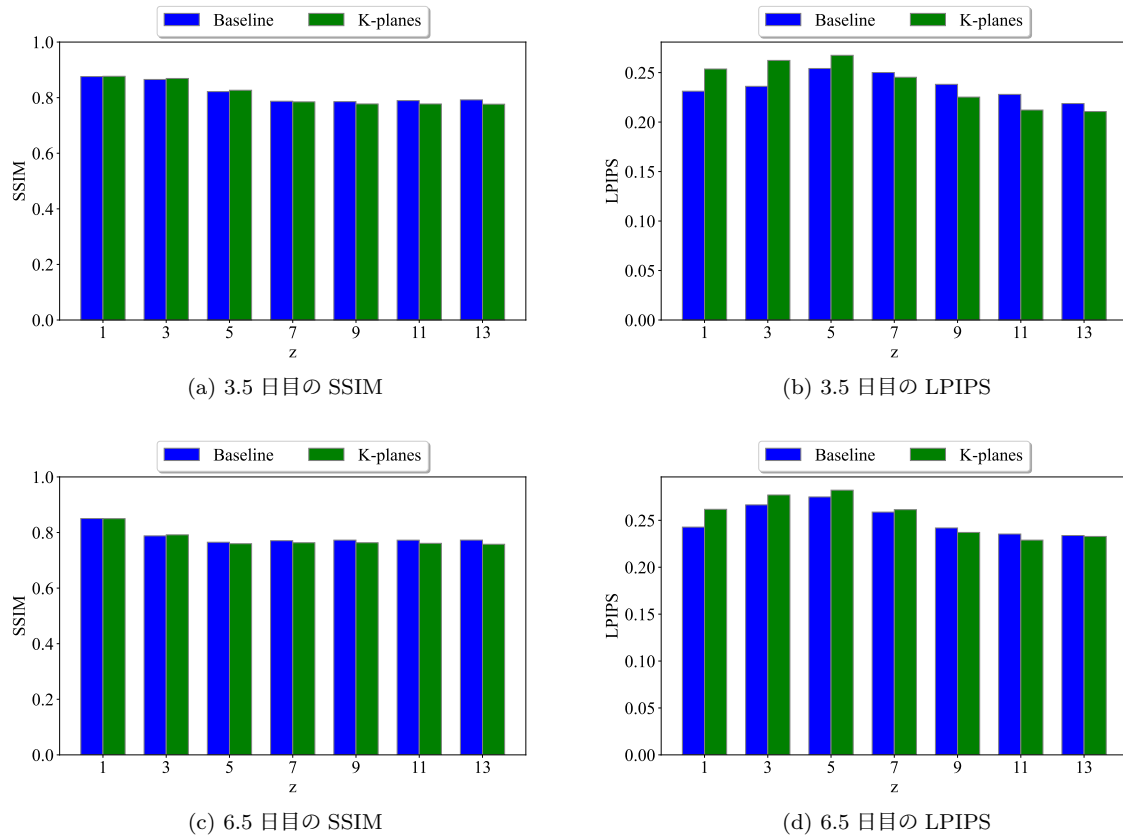 Baseline K-planes
1.0
0.8
0.6
0.4
0.2
0.0
SSIM
1 3 5 7 9 11 13
z
(a) 3.5 日目の SSIM
Baseline K-planes
0.25
0.20
0.15
0.10
0.05
0.00
LPIPS
1 3 5 7 9 11 13
z
(b) 3.5 日目の LPIPS
Baseline K-planes
1.0
0.8
0.6
0.4
0.2
0.0
SSIM
1 3 5 7 9 11 13
z
(c) 6.5 日目の SSIM
Baseline K-planes
0.25
0.20
0.15
0.10
0.05
0.00
LPIPS
1 3 5 7 9 11 13
z
(d) 6.5 日目の LPIPS